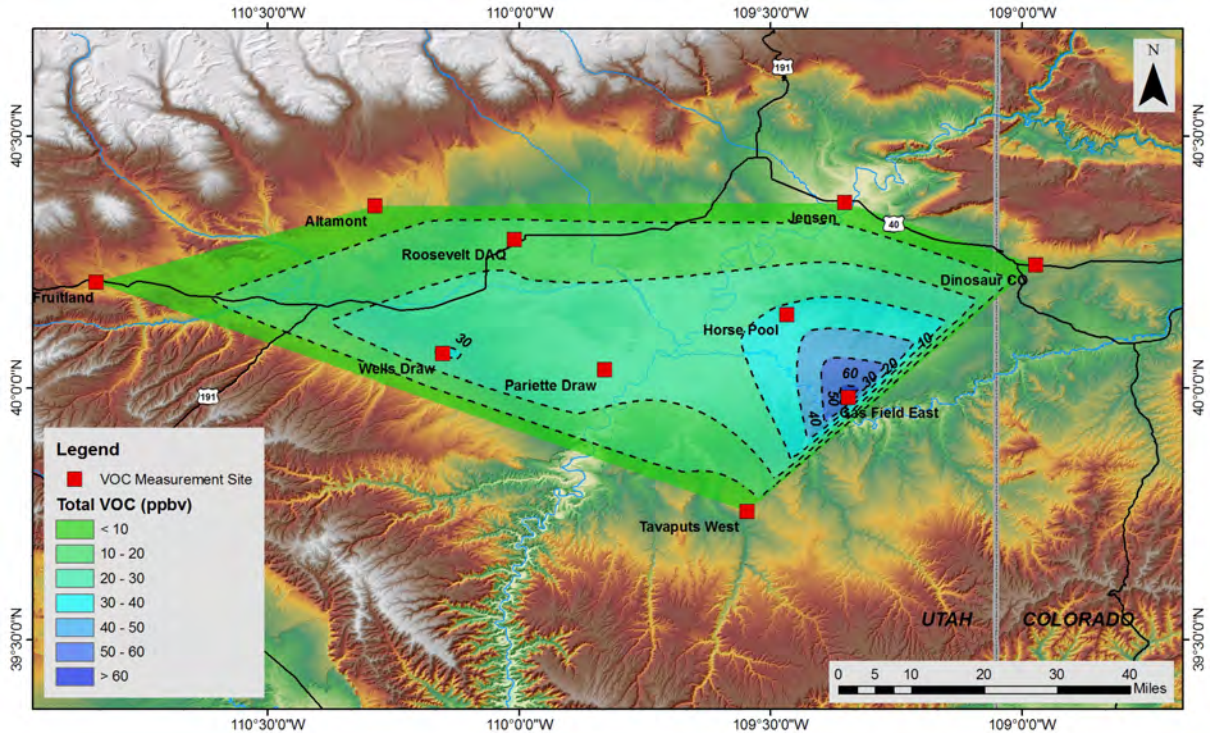 110°30'0"W 110°0'0"W 109°30'0"W 109°0'0"W
N
191
40°30'0"N 40°30'0"N
Altamont
Jensen
40
Roosevelt DAQ
Fruitland
Dinosaur CO
Horse Pool
30
Wells Draw
10
20
Pariette Draw
60
30
40°0'0"N 40°0'0"N
191
50
Gas Field East
40
Legend
VOC Measurement Site
Total VOC (ppbv)
< 10
10 - 20
20 - 30
30 - 40
40 - 50
50 - 60
> 60
Tavaputs West
UTAH COLORADO
39°30'0"N 39°30'0"N
0 5 10 20 30 40
Miles
110°30'0"W 110°0'0"W 109°30'0"W 109°0'0"W